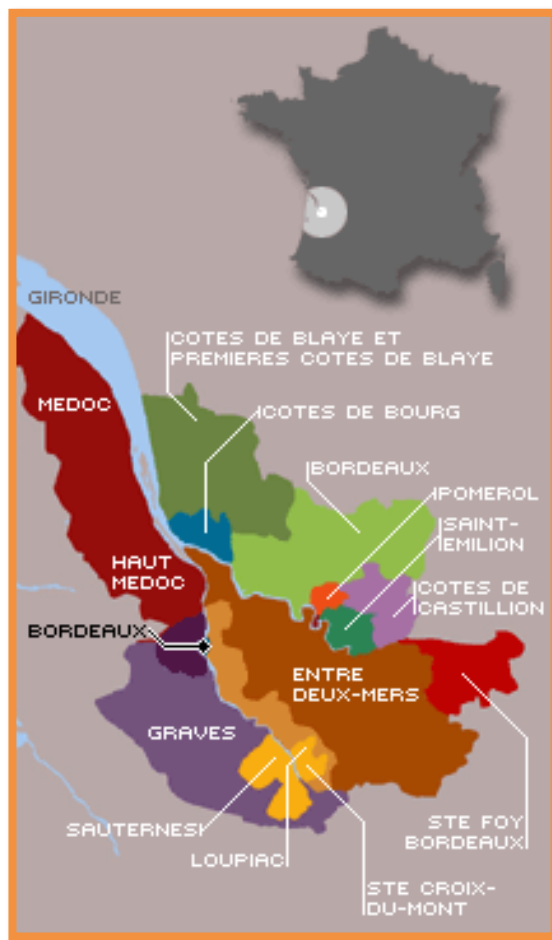 GIRONDE
COTES DE BLAYE ET
PREMIERES COTES DE BLAYE
MEDOC
COTES DE BOURG
BORDEAUX
POMEROL
SAINT-
EMILION
HAUT
MEDOC
COTES DE
CASTILLION
BORDEAUX
ENTRE
DEUX-MERS
GRAVES
SAUTERNES
STE FOY
BORDEAUX
LOUPIAC
STE CROIX-
DU-MONT